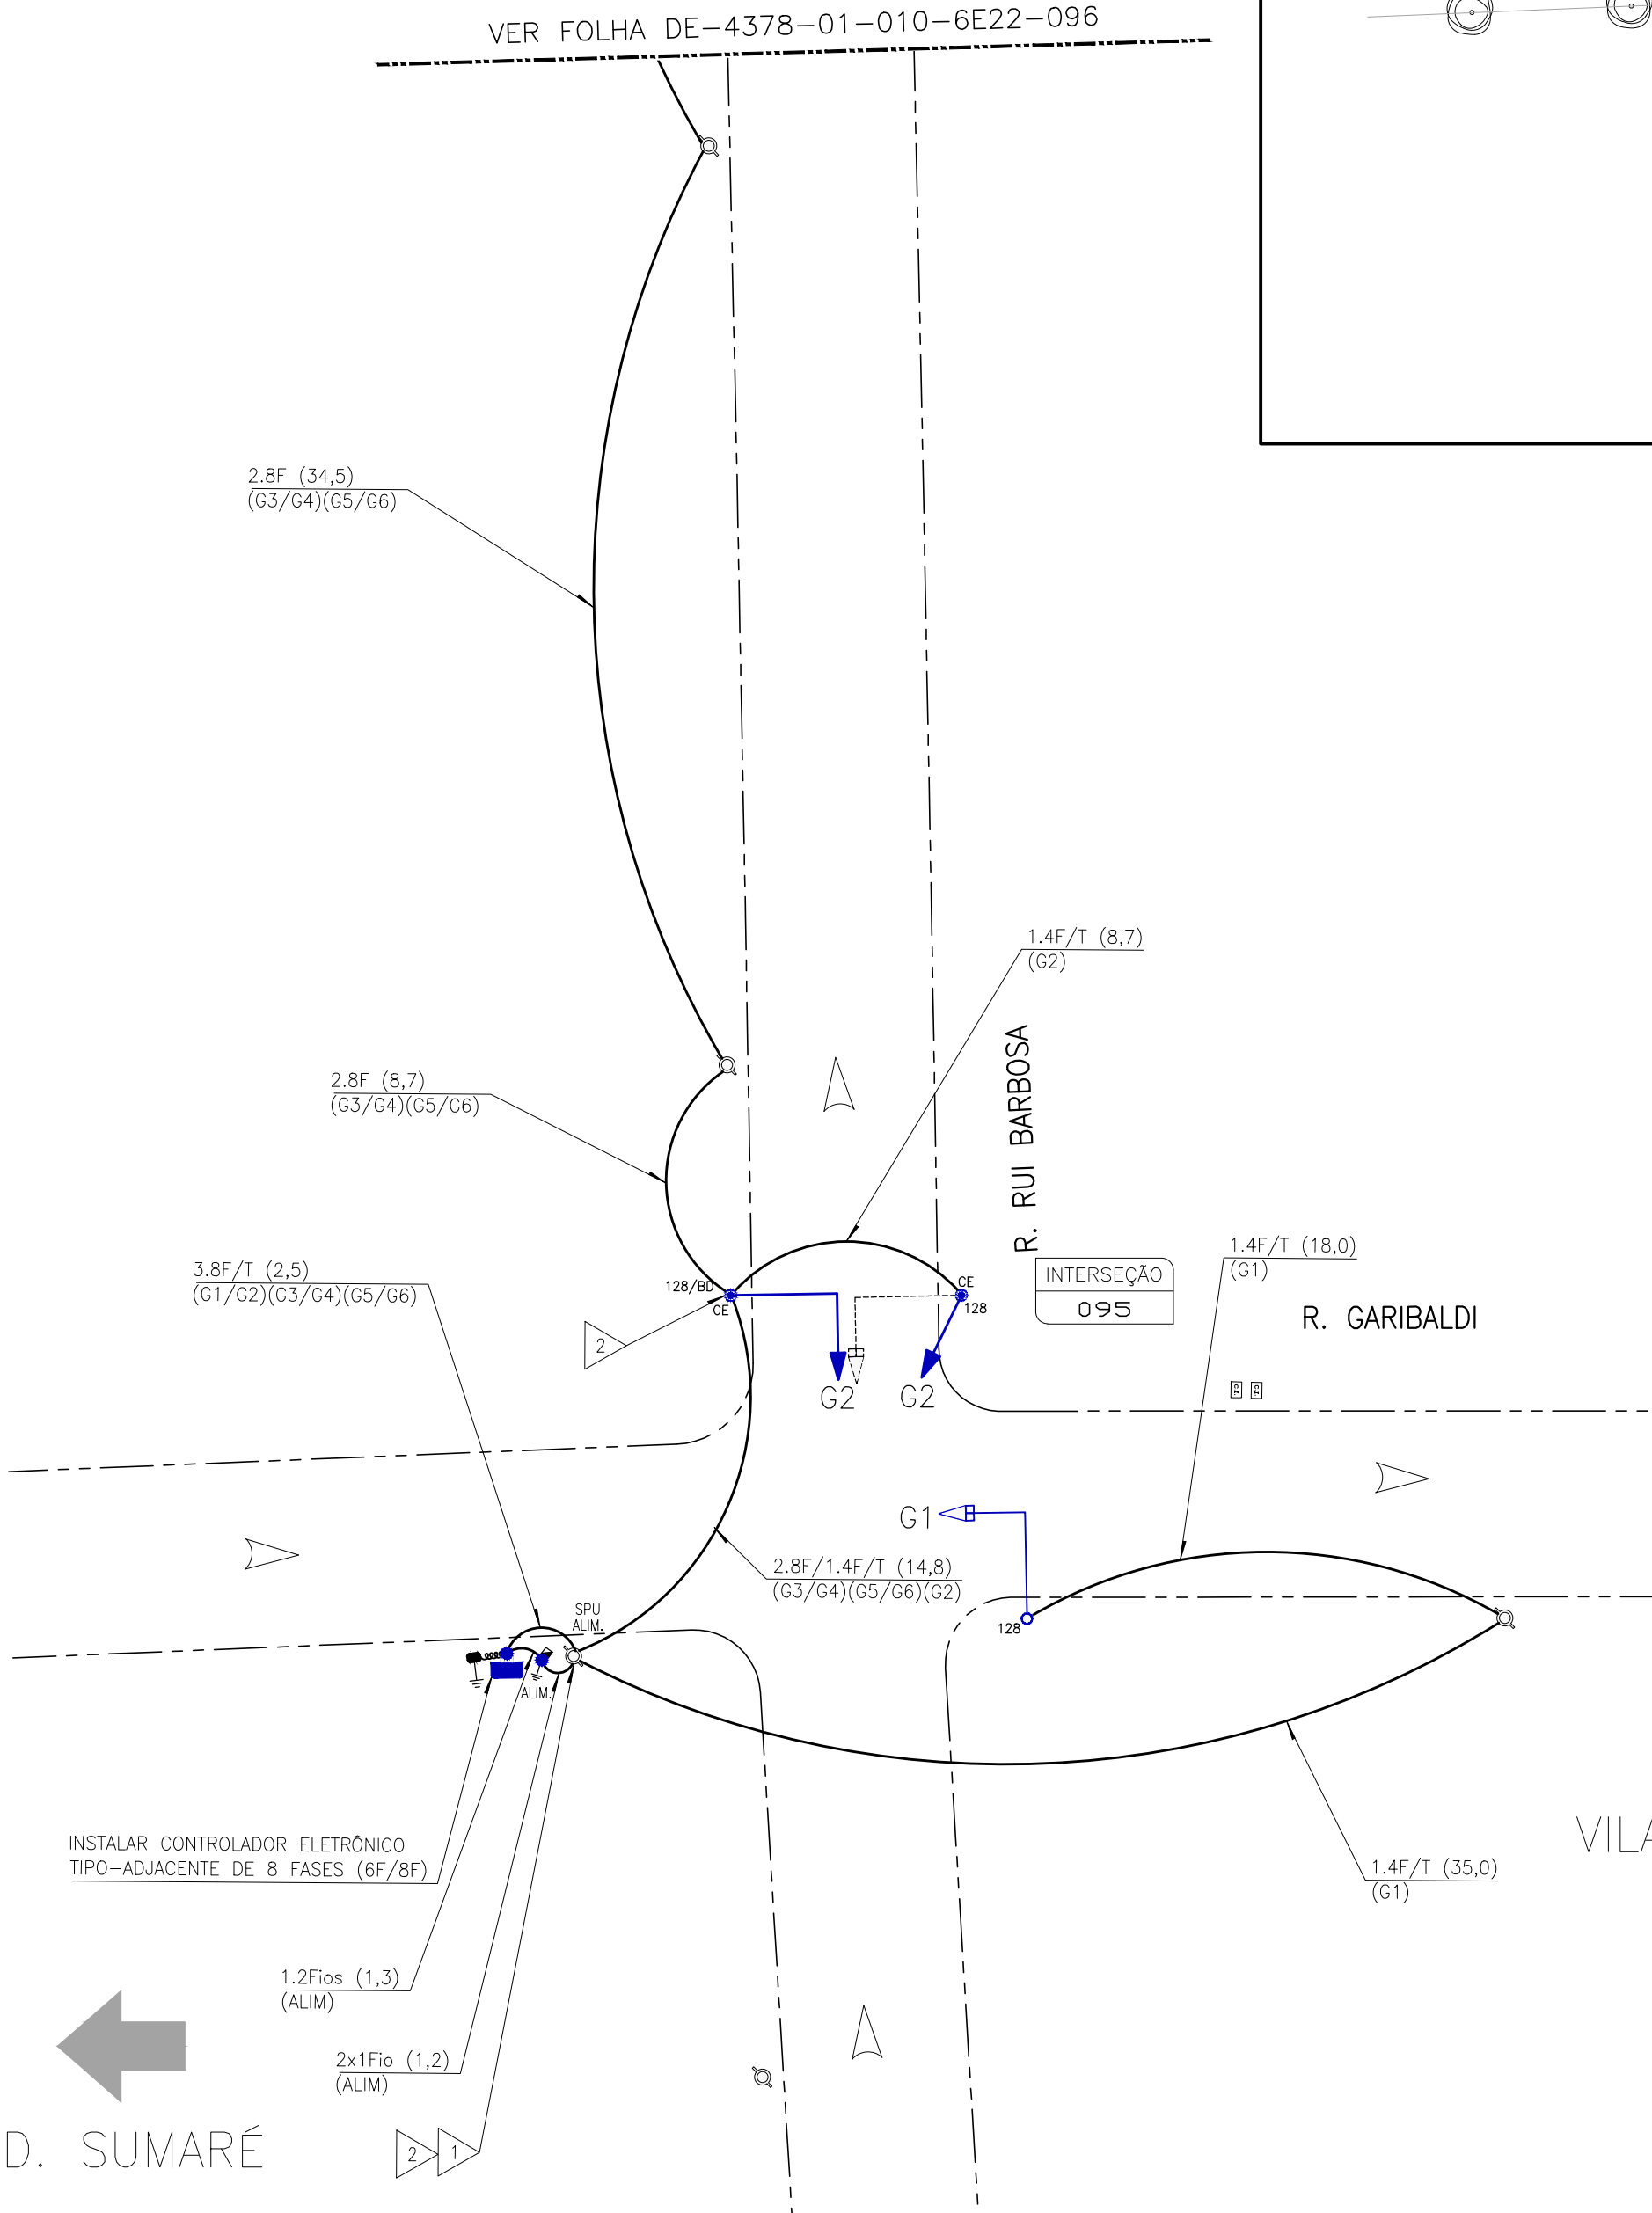 VER FOLHA DE-4378-01-010-6E22-096
2.8F (34,5)
(G3/G4)(G5/G6)
1.4F/T (8,7)
(G2)
R. RUI BARBOSA
2.8F (8,7)
(G3/G4)(G5/G6)
3.8F/T (2,5)
(G1/G2)(G3/G4)(G5/G6)
128/BD
CE
CE
128
INTERSEÇÃO
095
1.4F/T (18,0)
(G1)
R. GARIBALDI
2
G2
G2
G1
2.8F/1.4F/T (14,8)
(G3/G4)(G5/G6)(G2)
SPU
ALIM.
128
ALIM.
INSTALAR CONTROLADOR ELETRÔNICO
TIPO-ADJACENTE DE 8 FASES (6F/8F)
VILA
1.4F/T (35,0)
(G1)
1.2Fios (1,3)
(ALIM)
2x1Fio (1,2)
(ALIM)
D. SUMARÉ
2 1